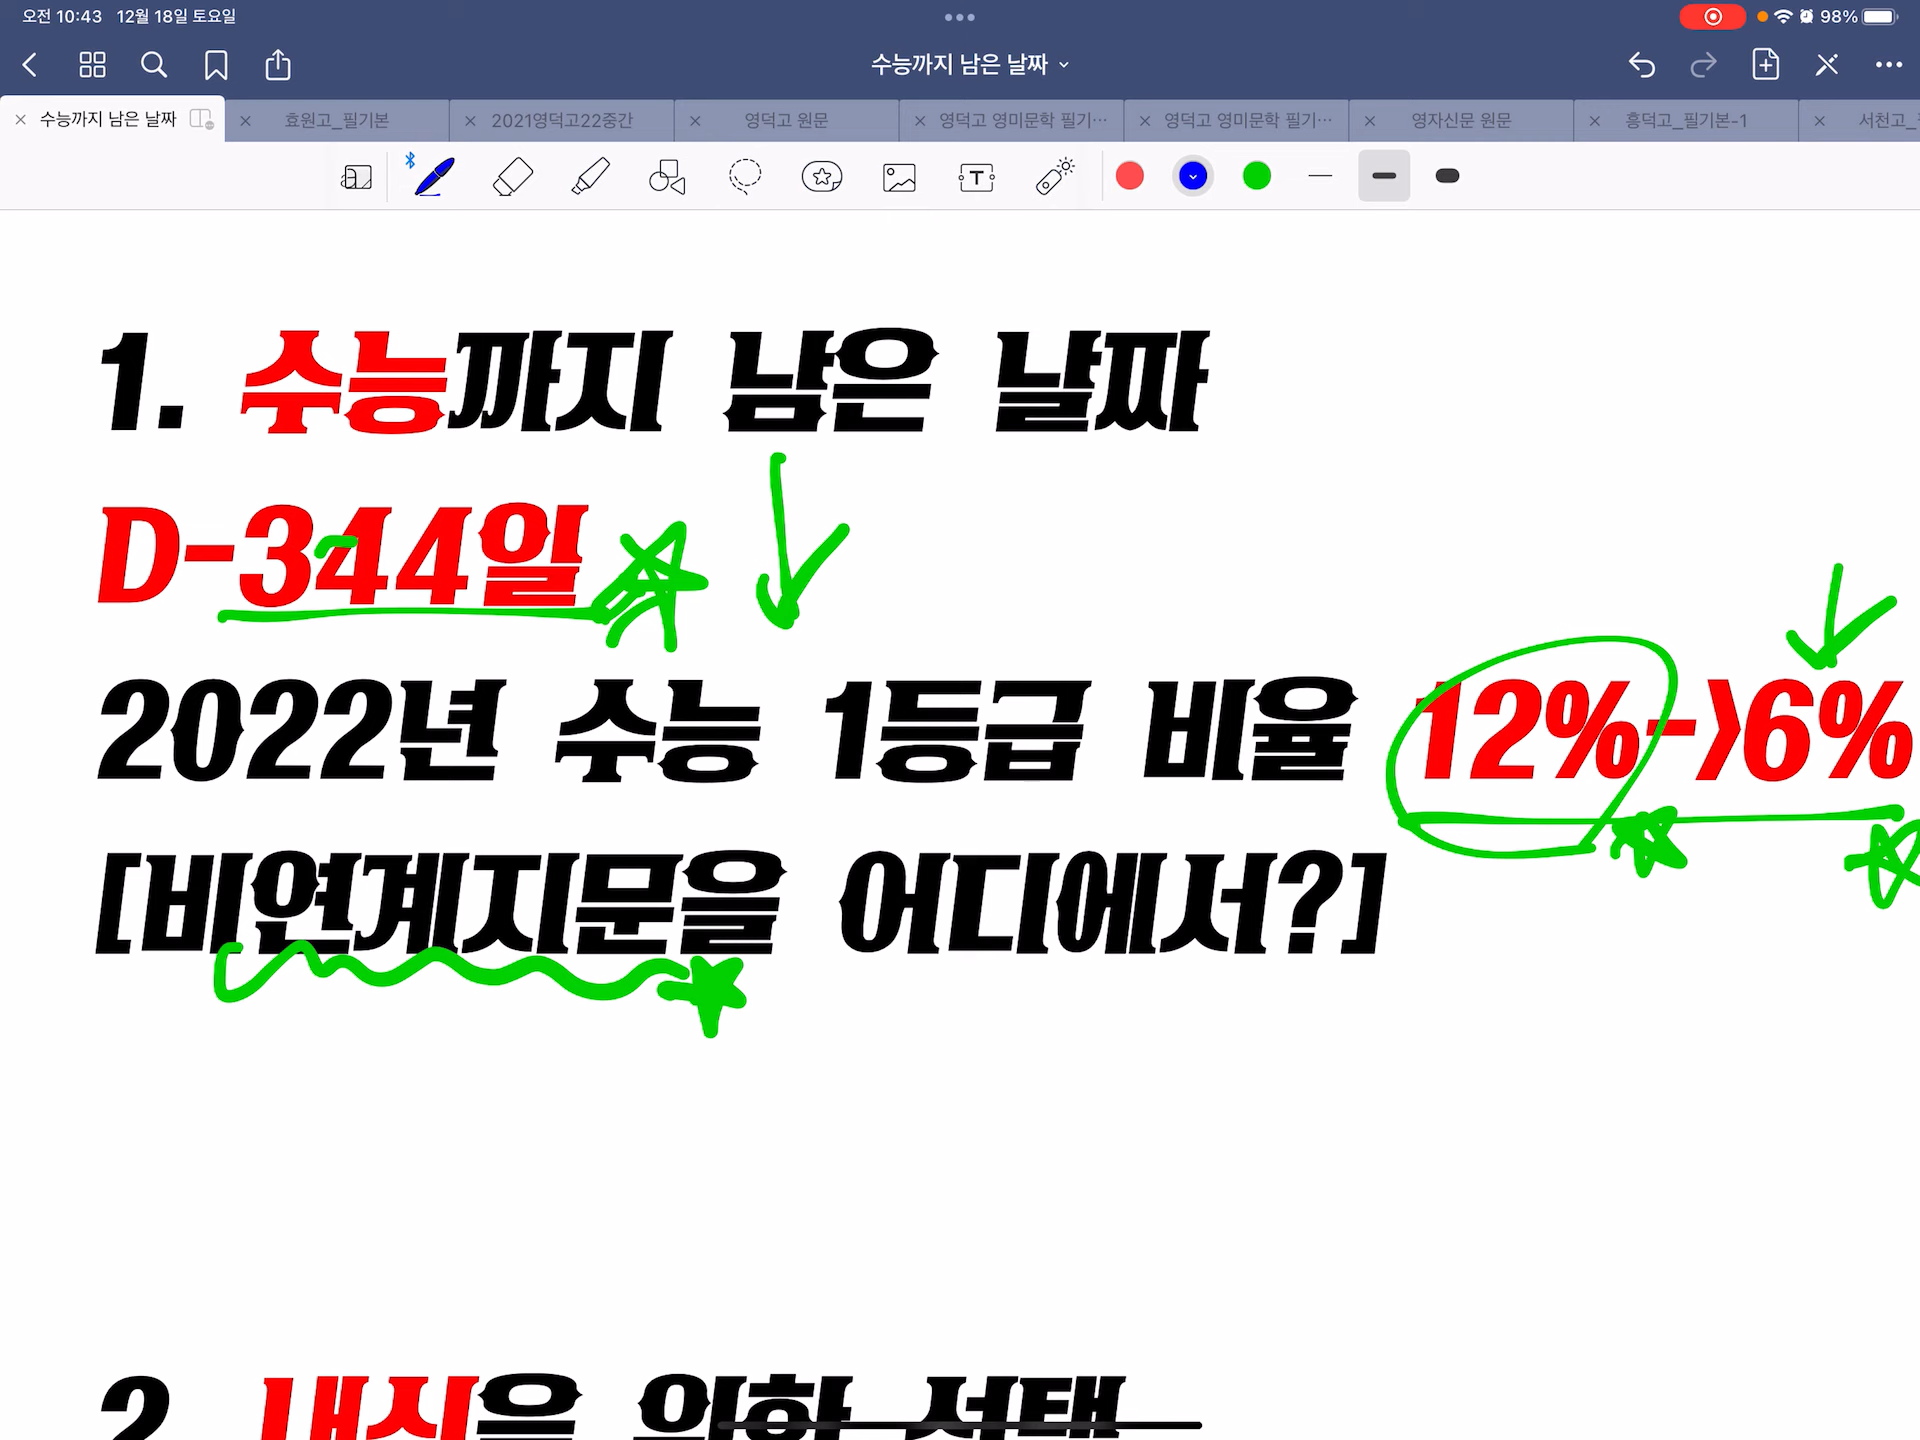 오전 10:43 12월 18일 토요일 98%
수능까지 남은 날짜
수능까지 남은 날짜 효원고_필기본 2021영덕고22중간 영덕고 원문 영덕고 영미문학 필기… 영덕고 영미문학 필기… 영자신문 원문 흥덕고_필기본-1 서천고_
1. 수능까지 남은 날짜
D-344일
2022년 수능 1등급 비율 12%->6%
[비연계지문을 어디에서?]
2. 내신을 위한 선택